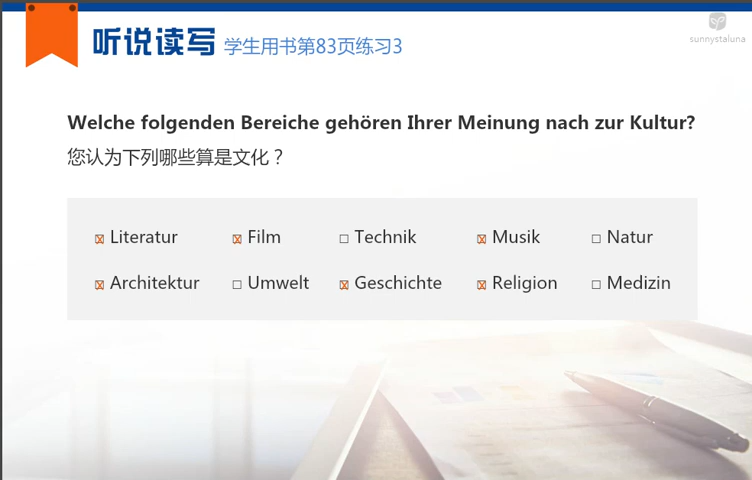 听说读写 学生用书第83页练习3
sunnystaluna
Welche folgenden Bereiche gehören Ihrer Meinung nach zur Kultur?
您认为下列哪些算是文化？
☒ Literatur ☒ Film □ Technik ☒ Musik □ Natur
☒ Architektur □ Umwelt ☒ Geschichte ☒ Religion □ Medizin